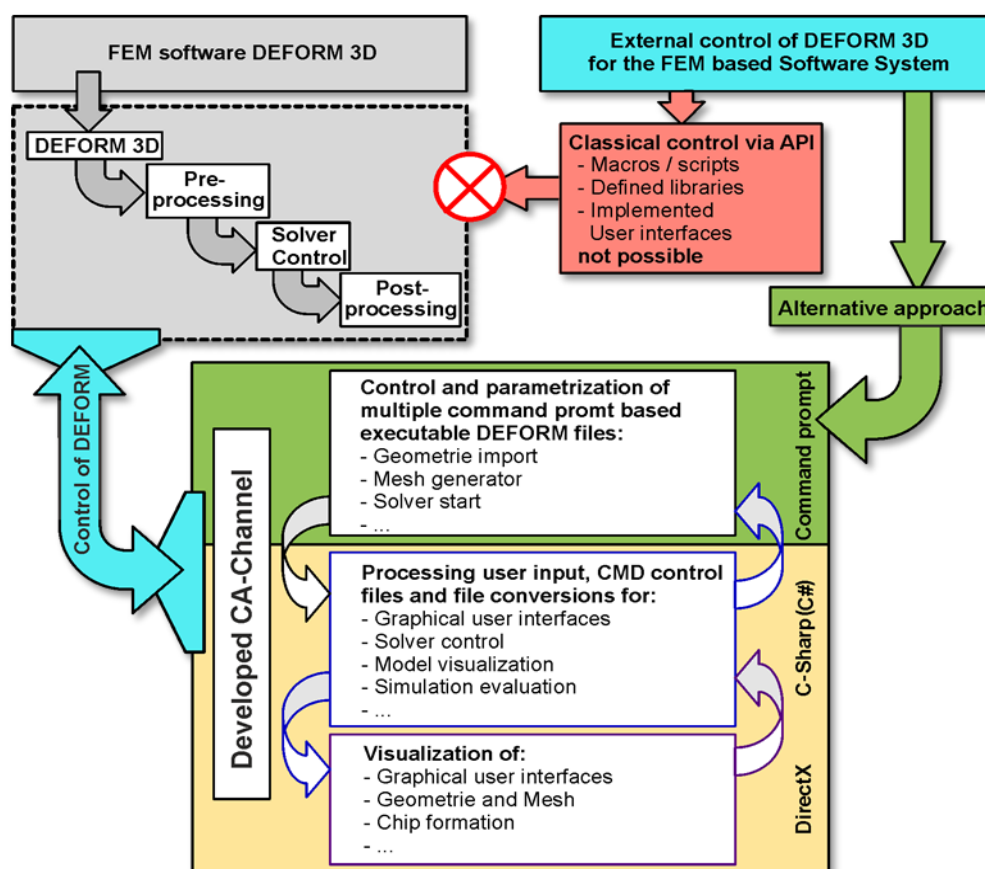 FEM software DEFORM 3D
DEFORM 3D
Pre-
processing
Solver
Control
Post-
processing
External control of DEFORM 3D
for the FEM based Software System
Classical control via API
- Macros / scripts
- Defined libraries
- Implemented
User interfaces
not possible
Alternative approach
Control of DEFORM
Developed CA-Channel
Control and parametrization of
multiple command promt based
executable DEFORM files:
- Geometrie import
- Mesh generator
- Solver start
- ...
Command prompt
Processing user input, CMD control
files and file conversions for:
- Graphical user interfaces
- Solver control
- Model visualization
- Simulation evaluation
- ...
C-Sharp (C#)
Visualization of:
- Graphical user interfaces
- Geometrie and Mesh
- Chip formation
- ...
DirectX